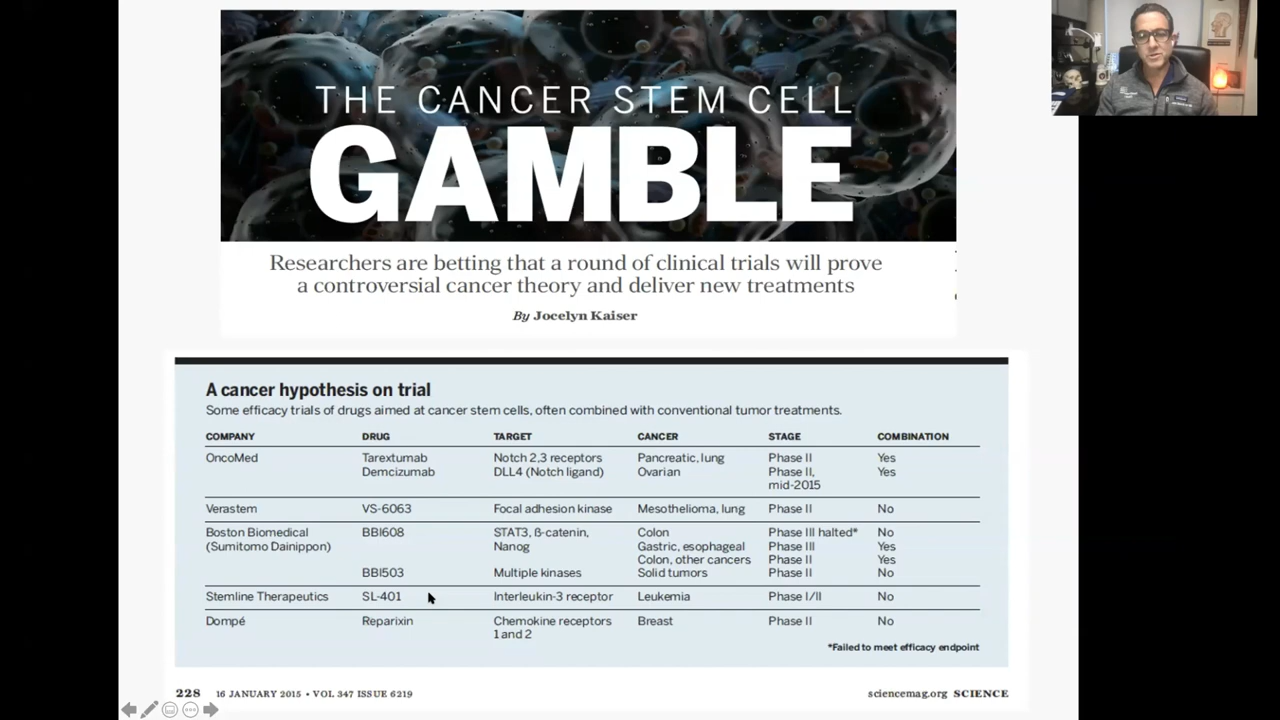 THE CANCER STEM CELL
GAMBLE
Researchers are betting that a round of clinical trials will prove
a controversial cancer theory and deliver new treatments
By Jocelyn Kaiser
A cancer hypothesis on trial
Some efficacy trials of drugs aimed at cancer stem cells, often combined with conventional tumor treatments.
COMPANY DRUG TARGET CANCER STAGE COMBINATION
OncoMed Tarextumab Notch 2,3 receptors Pancreatic, lung Phase II Yes
Demcizumab DLL4 (Notch ligand) Ovarian Phase II, Yes
mid-2015
Verastem VS-6063 Focal adhesion kinase Mesothelioma, lung Phase II No
Boston Biomedical BBI608 STAT3, ß-catenin, Colon Phase III halted* No
(Sumitomo Dainippon) Nanog Gastric, esophageal Phase III Yes
Colon, other cancers Phase II Yes
BBI503 Multiple kinases Solid tumors Phase II No
Stemline Therapeutics SL-401 Interleukin-3 receptor Leukemia Phase I/II No
Dompé Reparixin Chemokine receptors Breast Phase II No
1 and 2
*Failed to meet efficacy endpoint
228 16 JANUARY 2015 • VOL 347 ISSUE 6219 sciencemag.org SCIENCE